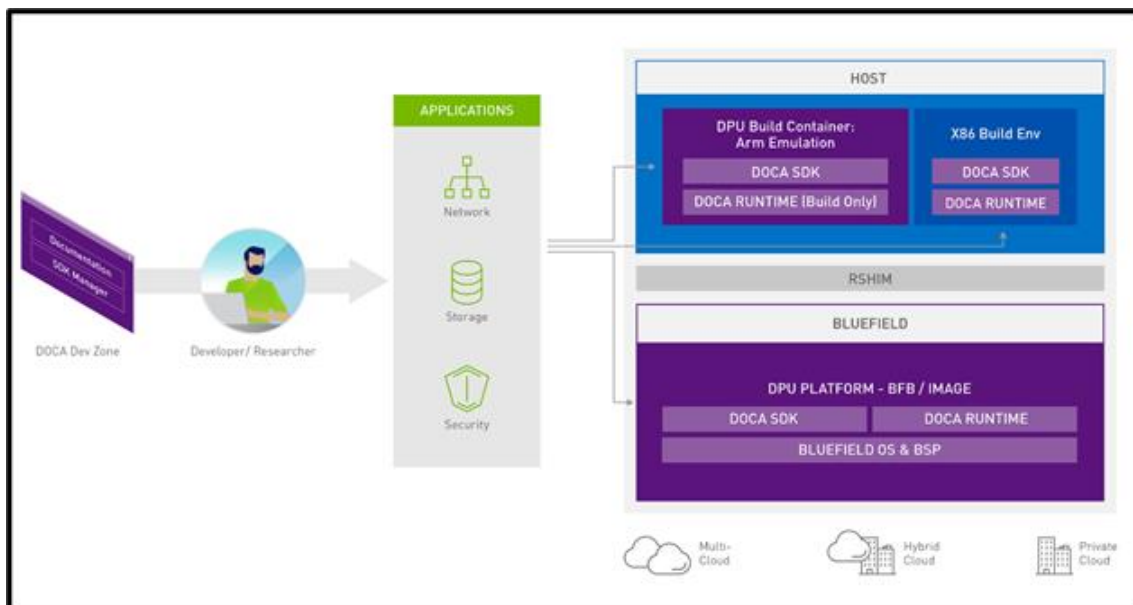 Documentation
SDK Manager
DOCA Dev Zone
Developer/ Researcher
APPLICATIONS
Network
Storage
Security
HOST
DPU Build Container:
Arm Emulation
DOCA SDK
DOCA RUNTIME (Build Only)
X86 Build Env
DOCA SDK
DOCA RUNTIME
RSHIM
BLUEFIELD
DPU PLATFORM - BFB / IMAGE
DOCA SDK
DOCA RUNTIME
BLUEFIELD OS & BSP
Multi-
Cloud
Hybrid
Cloud
Private
Cloud